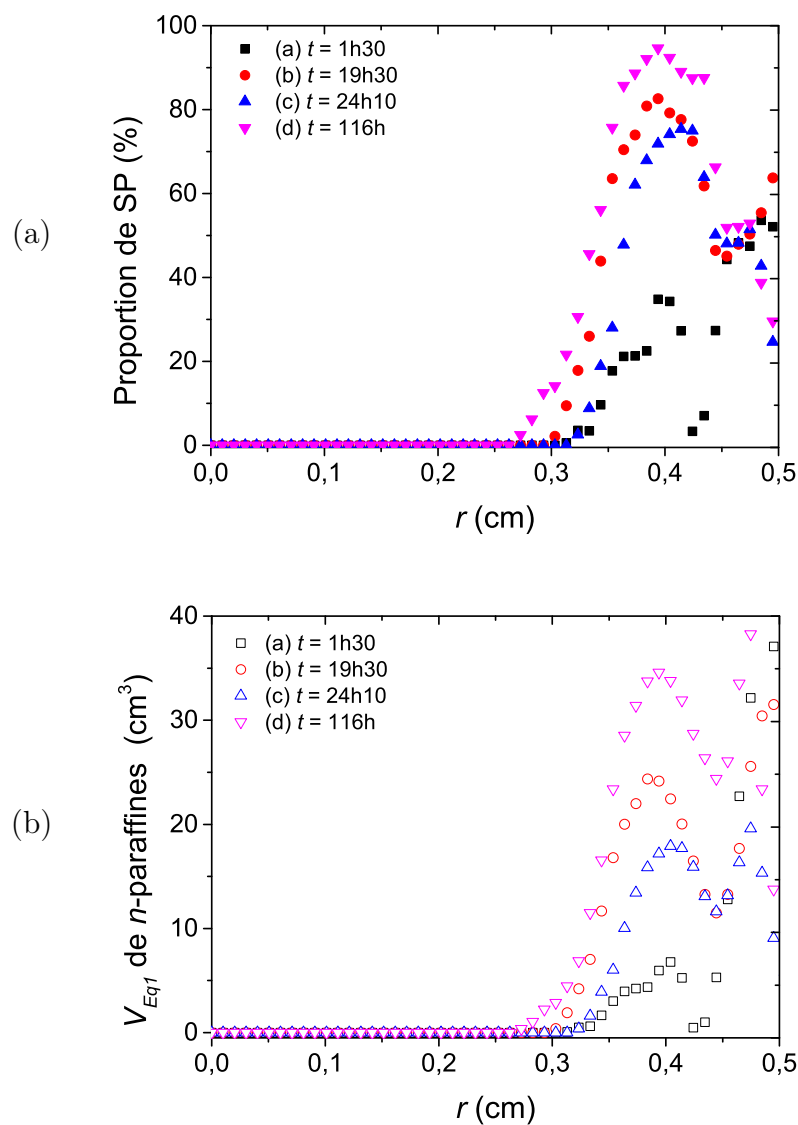 (a)
Proportion de SP (%)
100
80
60
40
20
0
(a) t = 1h30
(b) t = 19h30
(c) t = 24h10
(d) t = 116h
0,0 0,1 0,2 0,3 0,4 0,5
r (cm)
(b)
V_Eq1 de n-paraffines (cm³)
40
30
20
10
0
(a) t = 1h30
(b) t = 19h30
(c) t = 24h10
(d) t = 116h
0,0 0,1 0,2 0,3 0,4 0,5
r (cm)